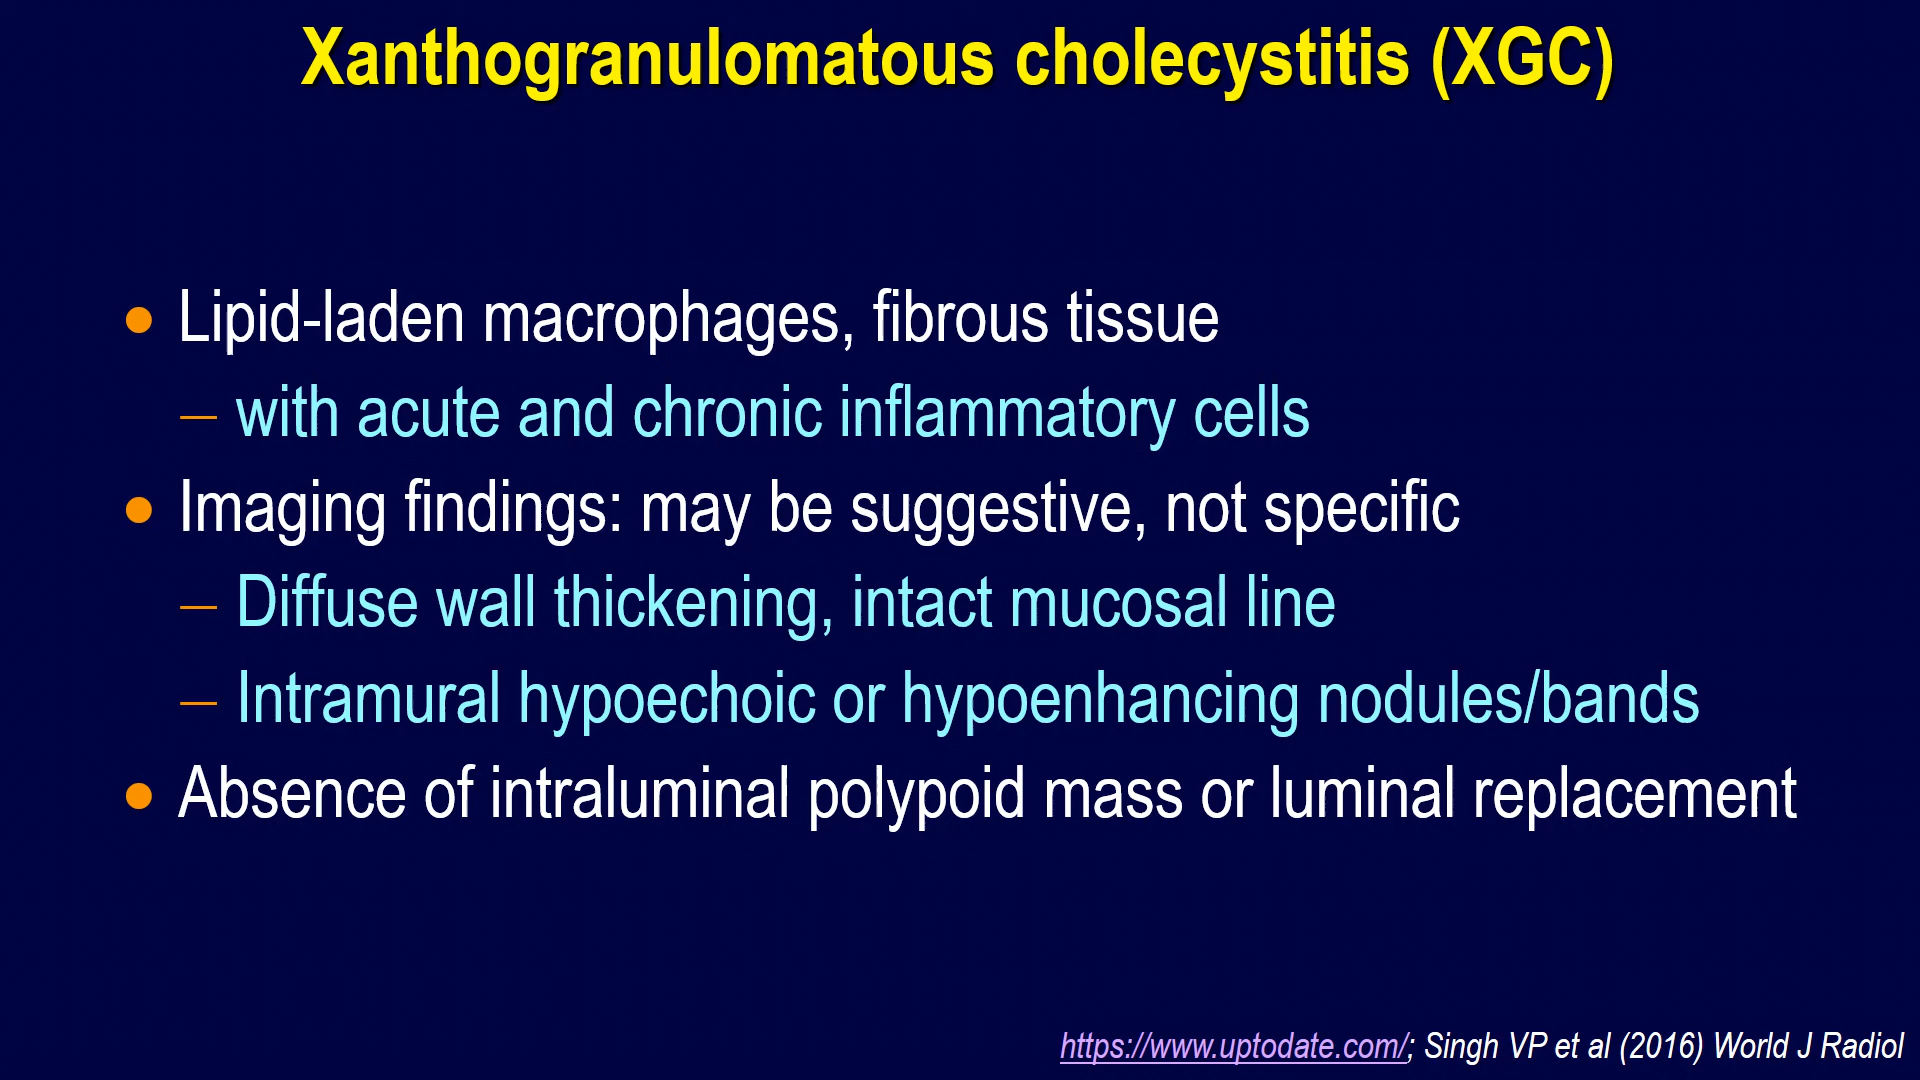 Xanthogranulomatous cholecystitis (XGC)
• Lipid-laden macrophages, fibrous tissue
– with acute and chronic inflammatory cells
• Imaging findings: may be suggestive, not specific
– Diffuse wall thickening, intact mucosal line
– Intramural hypoechoic or hypoenhancing nodules/bands
• Absence of intraluminal polypoid mass or luminal replacement
https://www.uptodate.com/; Singh VP et al (2016) World J Radiol